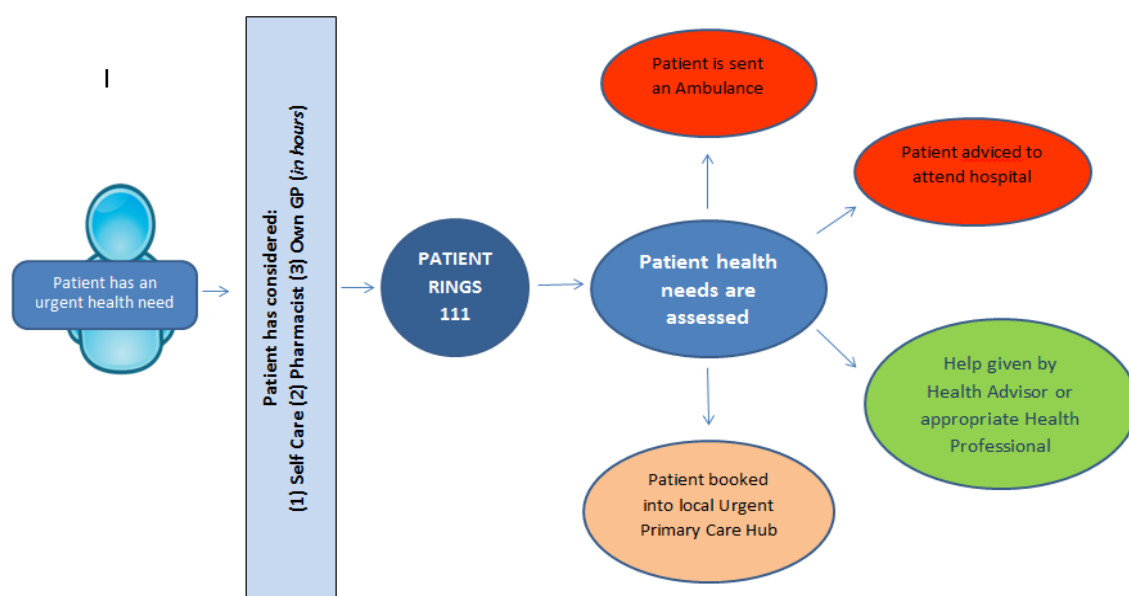 I
Patient has an
urgent health need
Patient has considered:
(1) Self Care (2) Pharmacist (3) Own GP (in hours)
PATIENT
RINGS
111
Patient health
needs are
assessed
Patient is sent
an Ambulance
Patient adviced to
attend hospital
Help given by
Health Advisor or
appropriate Health
Professional
Patient booked
into local Urgent
Primary Care Hub